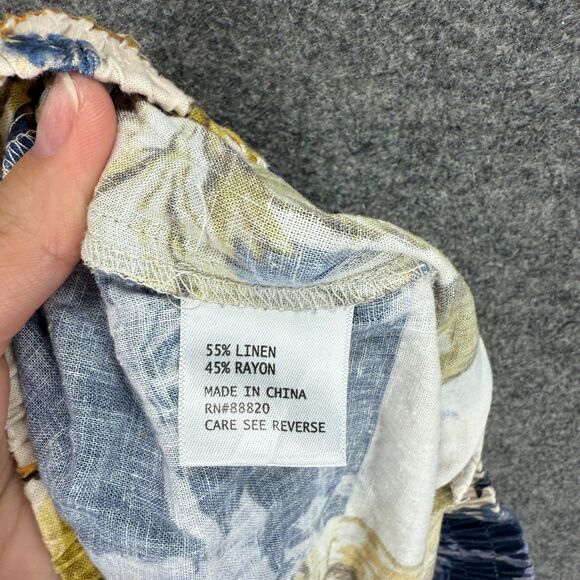 55% LINEN
45% RAYON
MADE IN CHINA
RN#88820
CARE SEE REVERSE